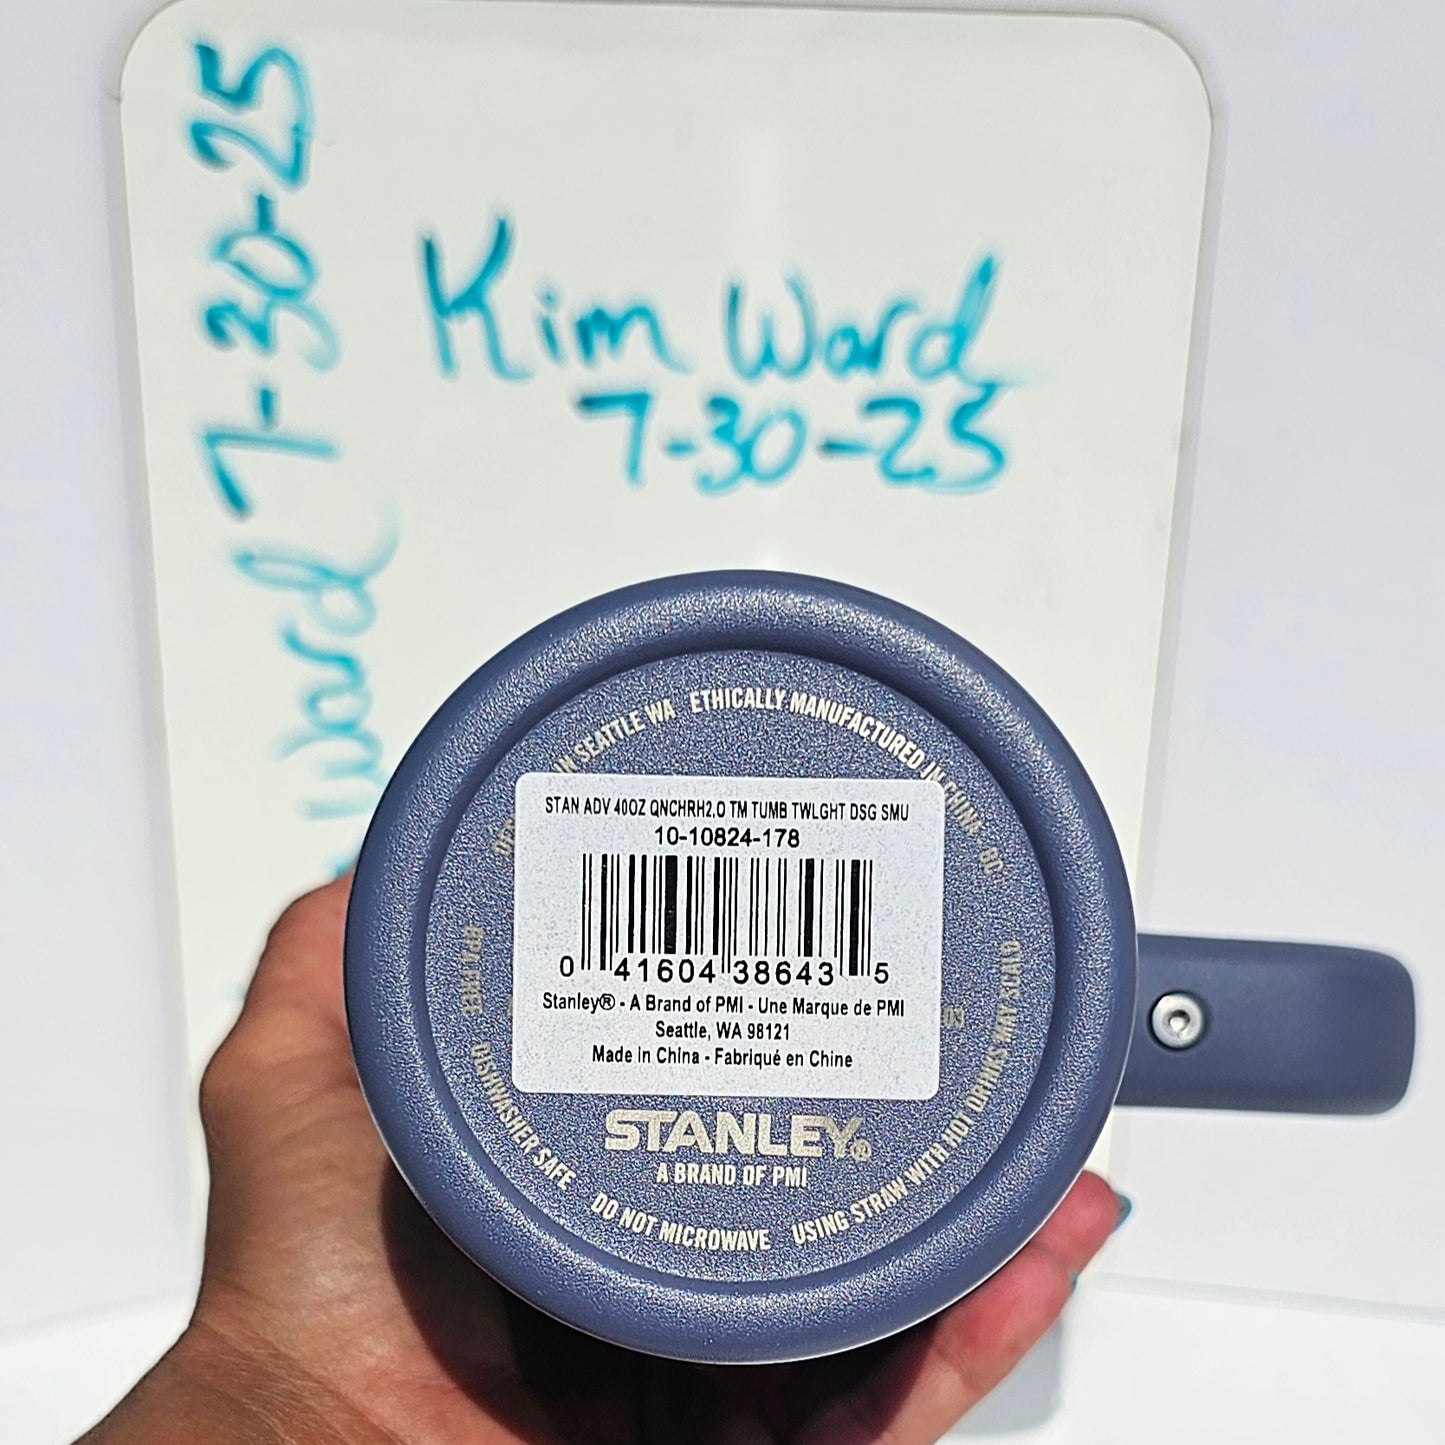 7-30-25
Ward
Kim Ward
7-30-25
IN SEATTLE WA ETHICALLY MANUFACTURED IN CHINA
STAN ADV 40OZ QNCHRH2.O TM TUMB TWLGHT DSG SMU
10-10824-178
0 41604 38643 5
Stanley® - A Brand of PMI - Une Marque de PMI
Seattle, WA 98121
Made in China - Fabriqué en Chine
STANLEY®
A BRAND OF PMI
BPA FREE
DISHWASHER SAFE
DO NOT MICROWAVE
USING STRAW WITH HOT DRINKS MAY SCALD